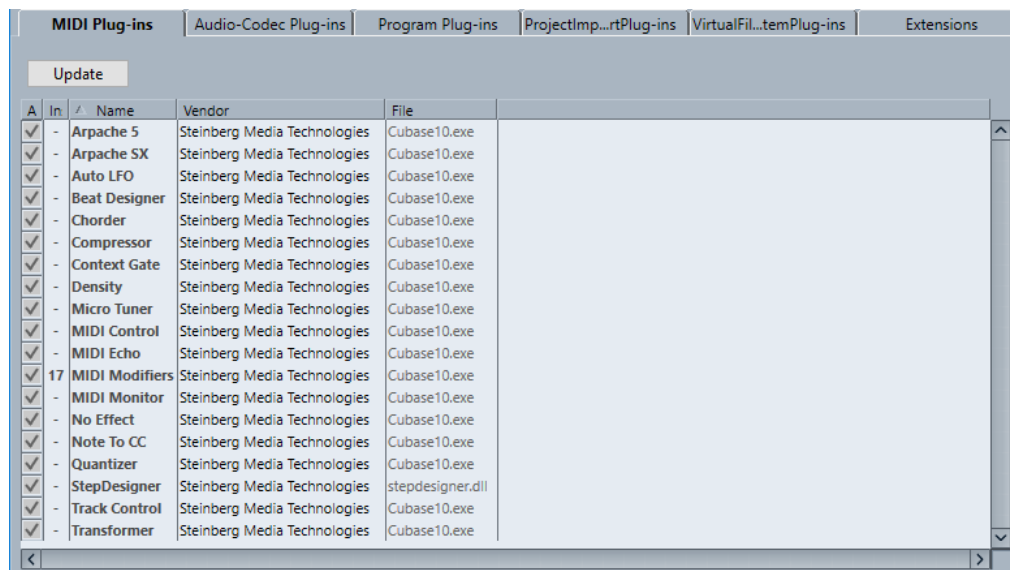 MIDI Plug-ins Audio-Codec Plug-ins Program Plug-ins ProjectImp...rtPlug-ins VirtualFil...temPlug-ins Extensions
Update
A In Name Vendor File
- Arpache 5 Steinberg Media Technologies Cubase10.exe
- Arpache SX Steinberg Media Technologies Cubase10.exe
- Auto LFO Steinberg Media Technologies Cubase10.exe
- Beat Designer Steinberg Media Technologies Cubase10.exe
- Chorder Steinberg Media Technologies Cubase10.exe
- Compressor Steinberg Media Technologies Cubase10.exe
- Context Gate Steinberg Media Technologies Cubase10.exe
- Density Steinberg Media Technologies Cubase10.exe
- Micro Tuner Steinberg Media Technologies Cubase10.exe
- MIDI Control Steinberg Media Technologies Cubase10.exe
- MIDI Echo Steinberg Media Technologies Cubase10.exe
17 MIDI Modifiers Steinberg Media Technologies Cubase10.exe
- MIDI Monitor Steinberg Media Technologies Cubase10.exe
- No Effect Steinberg Media Technologies Cubase10.exe
- Note To CC Steinberg Media Technologies Cubase10.exe
- Quantizer Steinberg Media Technologies Cubase10.exe
- StepDesigner Steinberg Media Technologies stepdesigner.dll
- Track Control Steinberg Media Technologies Cubase10.exe
- Transformer Steinberg Media Technologies Cubase10.exe